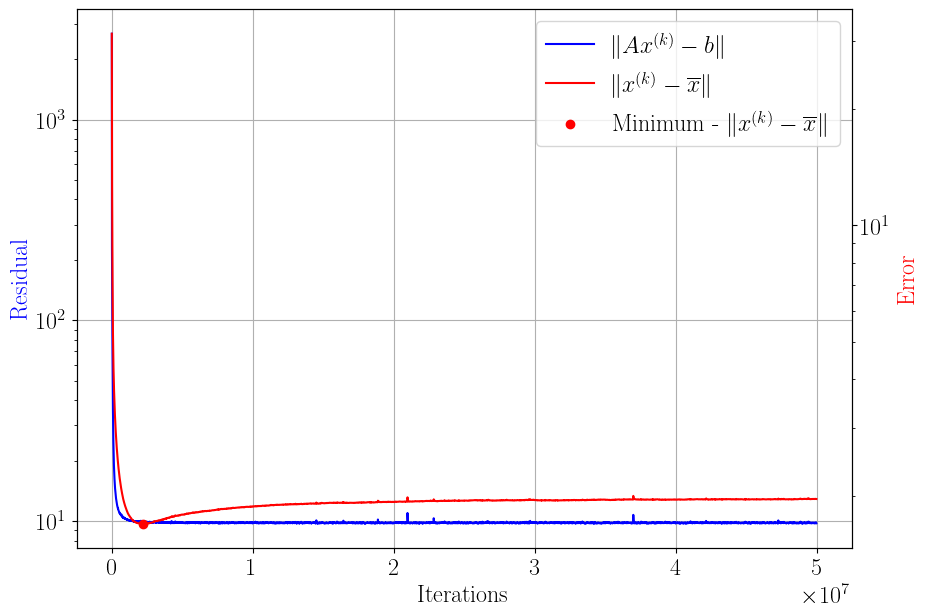 ‖Ax^(k) − b‖
‖x^(k) − x̅‖
Minimum - ‖x^(k) − x̅‖
10^3
10^2
10^1
Residual
10^1
Error
0 1 2 3 4 5
Iterations
×10^7